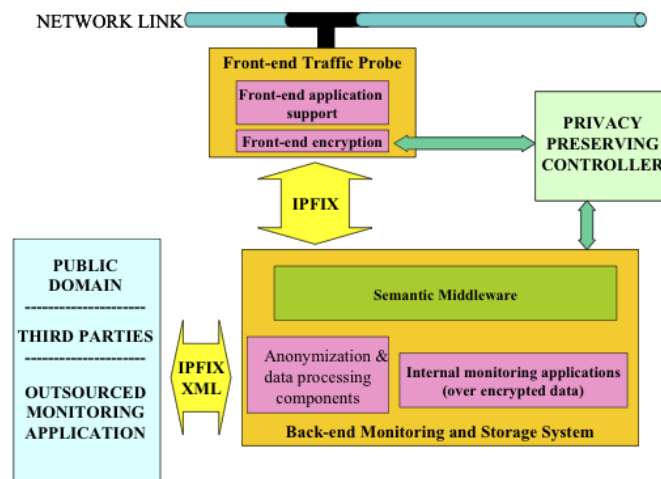 NETWORK LINK
Front-end Traffic Probe
Front-end application
support
Front-end encryption
PRIVACY
PRESERVING
CONTROLLER
IPFIX
PUBLIC
DOMAIN
THIRD PARTIES
OUTSOURCED
MONITORING
APPLICATION
IPFIX
XML
Semantic Middleware
Anonymization &
data processing
components
Internal monitoring applications
(over encrypted data)
Back-end Monitoring and Storage System